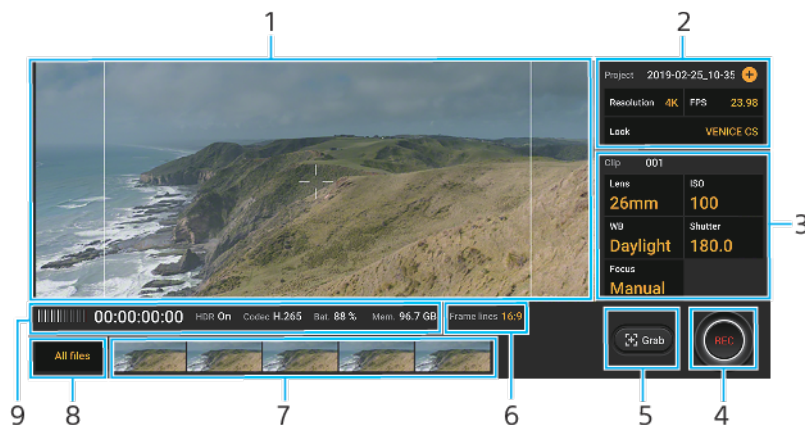 1
2
Project 2019-02-25_10-35
Resolution 4K FPS 23.98
Look VENICE CS
Clip 001
Lens ISO
26mm 100
WB Shutter
Daylight 180.0
Focus
Manual
3
00:00:00:00 HDR On Codec H.265 Bat. 88 % Mem. 96.7 GB Frame lines 16:9
Grab REC
All files
9 8 7 6 5 4